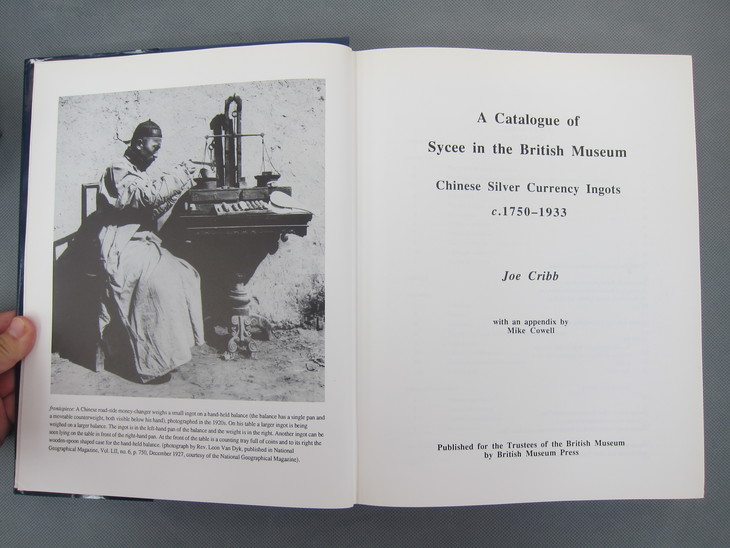 frontispiece: A Chinese road-side money-changer weighs a small ingot on a hand-held balance (the balance has a single pan and
a moveable counterweight, both visible below his hand), photographed in the 1920s. On his table a larger ingot is being
weighed on a larger balance. The ingot is in the left-hand pan of the balance and the weight is in the right. Another ingot can be
seen lying on the table in front of the right-hand pan. At the front of the table is a counting tray full of coins and to its right the
wooden spoon shaped case for the hand-held balance. (photograph by Rev. Leon Van Dyk, published in National
Geographical Magazine, Vol. LII, no. 6, p. 750, December 1927, courtesy of the National Geographical Magazine).
A Catalogue of
Sycee in the British Museum
Chinese Silver Currency Ingots
c.1750–1933
Joe Cribb
with an appendix by
Mike Cowell
Published for the Trustees of the British Museum
by British Museum Press